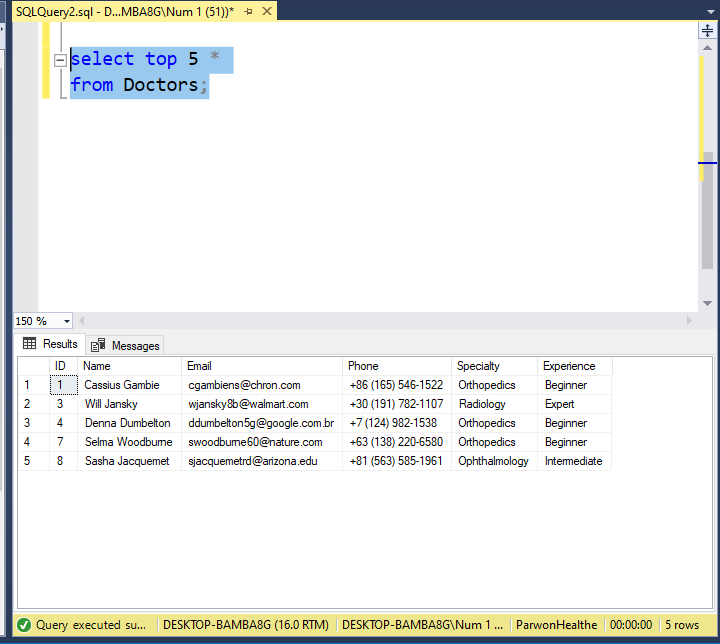 SQLQuery2.sql - D...MBA8G\Num 1 (51))*
select top 5 *
from Doctors;
150 %
Results Messages
ID Name Email Phone Specialty Experience
1 1 Cassius Gambie cgambiens@chron.com +86 (165) 546-1522 Orthopedics Beginner
2 3 Will Jansky wjansky8b@walmart.com +30 (191) 782-1107 Radiology Expert
3 4 Denna Dumbelton ddumbelton5g@google.com.br +7 (124) 982-1538 Orthopedics Beginner
4 7 Selma Woodburne swoodburne60@nature.com +63 (138) 220-6580 Orthopedics Beginner
5 8 Sasha Jacquemet sjacquemetrd@arizona.edu +81 (563) 585-1961 Ophthalmology Intermediate
Query executed su... DESKTOP-BAMBA8G (16.0 RTM) DESKTOP-BAMBA8G\Num 1 ... ParwonHealthe 00:00:00 5 rows